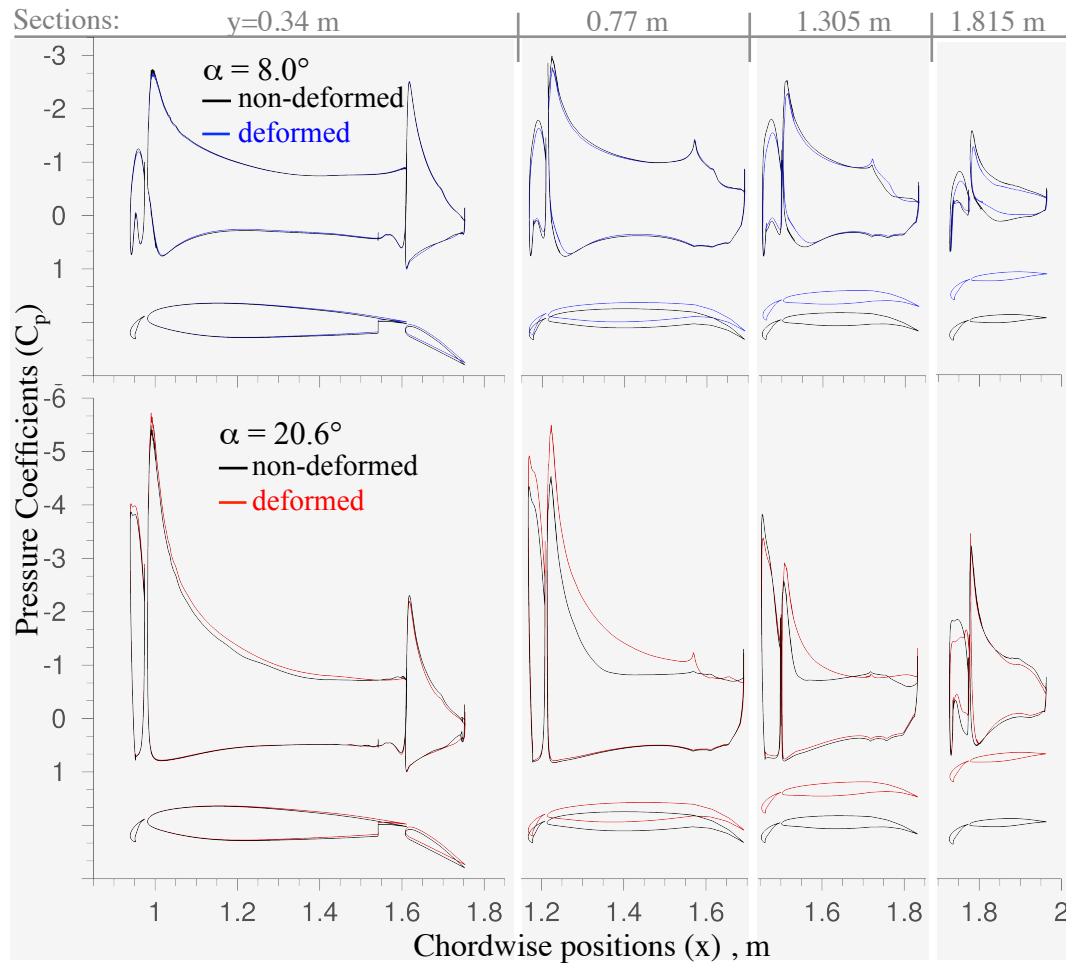 Sections: y=0.34 m 0.77 m 1.305 m 1.815 m
-3
α = 8.0°
non-deformed
-2
deformed
-1
0
1
Pressure Coefficients (Cp)
-6
α = 20.6°
-5
non-deformed
deformed
-4
-3
-2
-1
0
1
1 1.2 1.4 1.6 1.8 1.2 1.4 1.6 1.6 1.8 1.8 2
Chordwise positions (x) , m